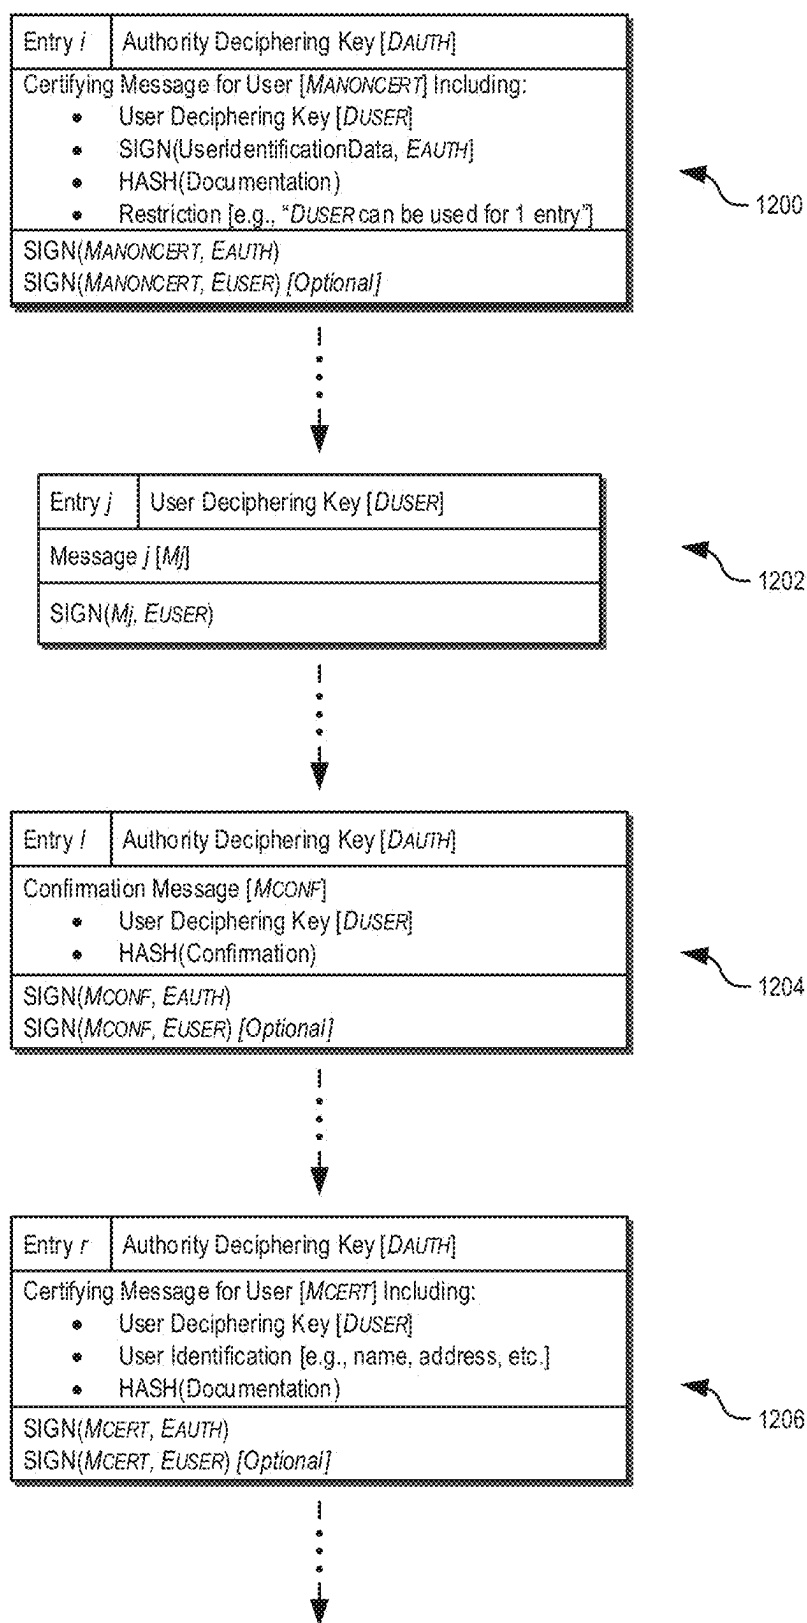 Entry i Authority Deciphering Key [DAUTH]
Certifying Message for User [MANONCERT] Including:
• User Deciphering Key [DUSER]
• SIGN(UserIdentificationData, EAUTH]
• HASH(Documentation)
• Restriction [e.g., “DUSER can be used for 1 entry”]
SIGN(MANONCERT, EAUTH)
SIGN(MANONCERT, EUSER) [Optional]
1200
Entry j User Deciphering Key [DUSER]
Message j [Mj]
SIGN(Mj, EUSER)
1202
Entry l Authority Deciphering Key [DAUTH]
Confirmation Message [MCONF]
• User Deciphering Key [DUSER]
• HASH(Confirmation)
SIGN(MCONF, EAUTH)
SIGN(MCONF, EUSER) [Optional]
1204
Entry r Authority Deciphering Key [DAUTH]
Certifying Message for User [MCERT] Including:
• User Deciphering Key [DUSER]
• User Identification [e.g., name, address, etc.]
• HASH(Documentation)
SIGN(MCERT, EAUTH)
SIGN(MCERT, EUSER) [Optional]
1206